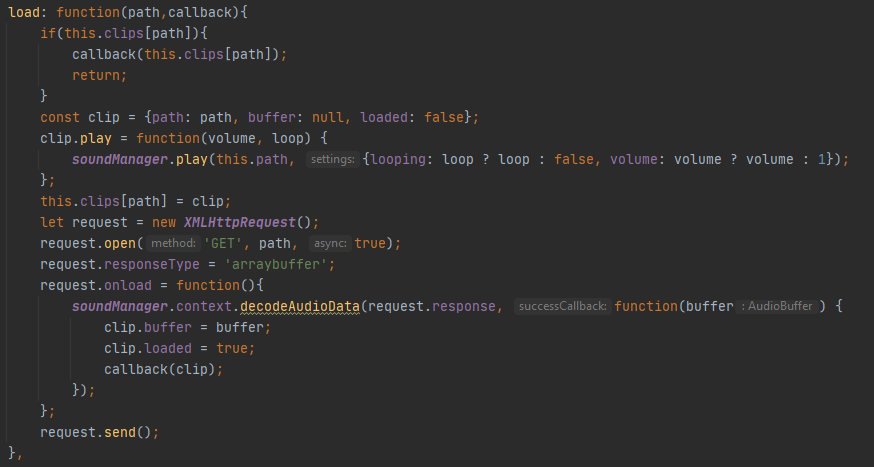 load: function(path,callback){
    if(this.clips[path]){
        callback(this.clips[path]);
        return;
    }
    const clip = {path: path, buffer: null, loaded: false};
    clip.play = function(volume, loop) {
        soundManager.play(this.path, settings: {looping: loop ? loop : false, volume: volume ? volume : 1});
    };
    this.clips[path] = clip;
    let request = new XMLHttpRequest();
    request.open( method: 'GET', path, async: true);
    request.responseType = 'arraybuffer';
    request.onload = function(){
        soundManager.context.decodeAudioData(request.response, successCallback: function(buffer : AudioBuffer ) {
            clip.buffer = buffer;
            clip.loaded = true;
            callback(clip);
        });
    };
    request.send();
},